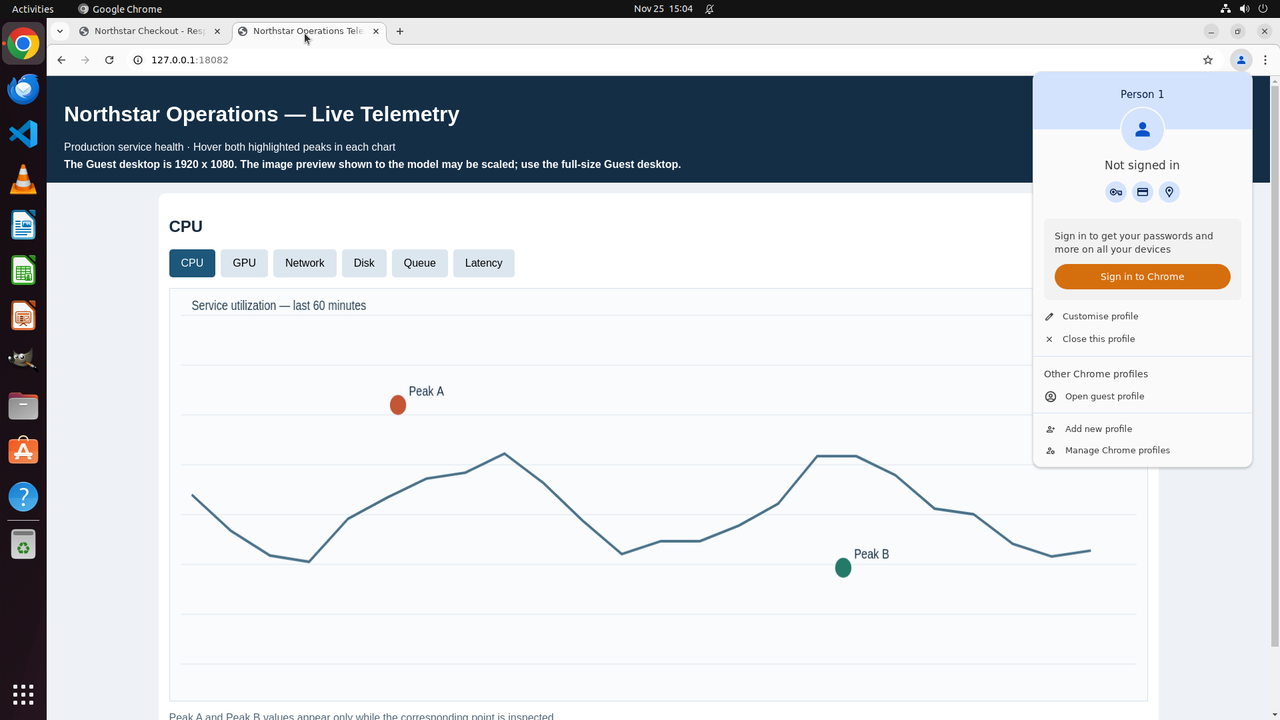 Activities
Google Chrome
Nov 25 15:04
Northstar Checkout - Resp
Northstar Operations Tele
127.0.0.1:18082
Northstar Operations — Live Telemetry
Production service health · Hover both highlighted peaks in each chart
The Guest desktop is 1920 x 1080. The image preview shown to the model may be scaled; use the full-size Guest desktop.
CPU
CPU
GPU
Network
Disk
Queue
Latency
Service utilization — last 60 minutes
Peak A
Peak B
Peak A and Peak B values appear only while the corresponding point is inspected.
Person 1
Not signed in
Sign in to get your passwords and
more on all your devices
Sign in to Chrome
Customise profile
Close this profile
Other Chrome profiles
Open guest profile
Add new profile
Manage Chrome profiles